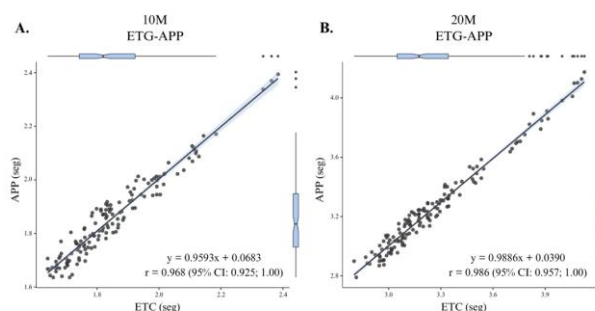 A.
10M
ETG-APP
APP (seg)
2.4
2.2
2.0
1.8
1.6
y = 0.9593x + 0.0683
r = 0.968 (95% CI: 0.925; 1.00)
1.8
2.0
2.2
2.4
ETC (seg)
B.
20M
ETG-APP
APP (seg)
4.0
3.6
3.2
2.8
y = 0.9886x + 0.0390
r = 0.986 (95% CI: 0.957; 1.00)
3.0
3.3
3.6
3.9
ETC (seg)